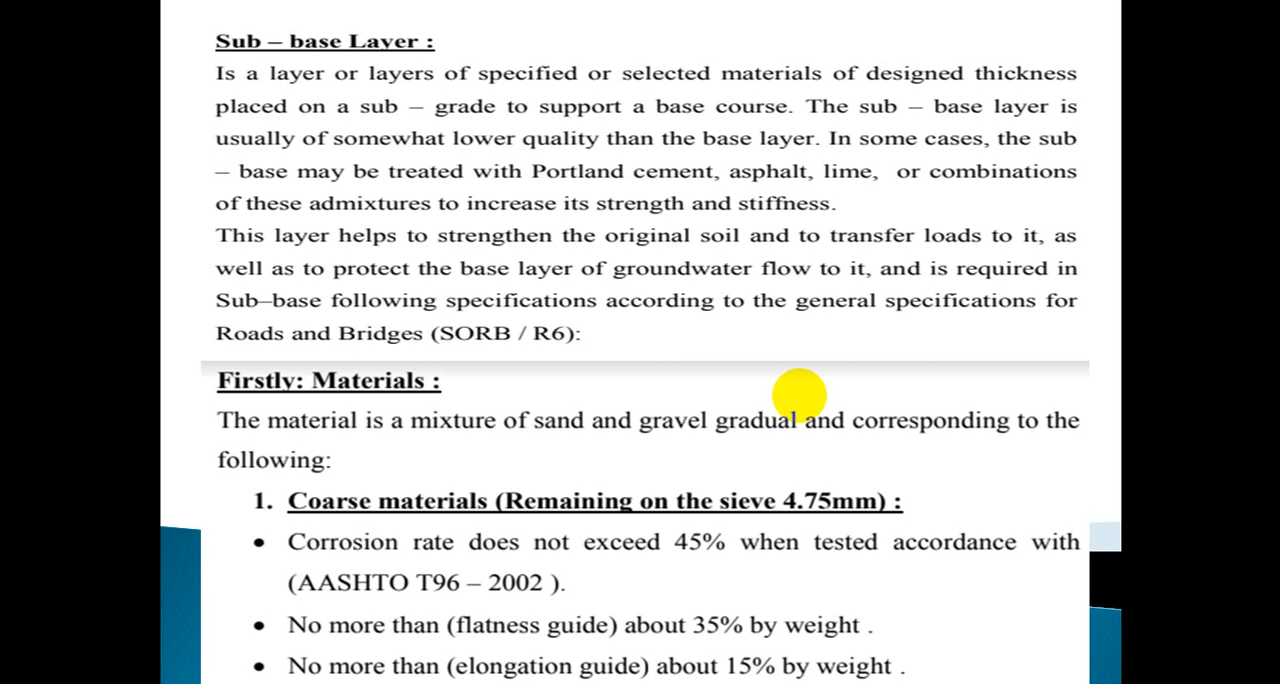 Sub – base Layer :
Is a layer or layers of specified or selected materials of designed thickness
placed on a sub – grade to support a base course. The sub – base layer is
usually of somewhat lower quality than the base layer. In some cases, the sub
– base may be treated with Portland cement, asphalt, lime, or combinations
of these admixtures to increase its strength and stiffness.
This layer helps to strengthen the original soil and to transfer loads to it, as
well as to protect the base layer of groundwater flow to it, and is required in
Sub–base following specifications according to the general specifications for
Roads and Bridges (SORB / R6):
Firstly: Materials :
The material is a mixture of sand and gravel gradual and corresponding to the
following:
1. Coarse materials (Remaining on the sieve 4.75mm) :
• Corrosion rate does not exceed 45% when tested accordance with
(AASHTO T96 – 2002 ).
• No more than (flatness guide) about 35% by weight .
• No more than (elongation guide) about 15% by weight .